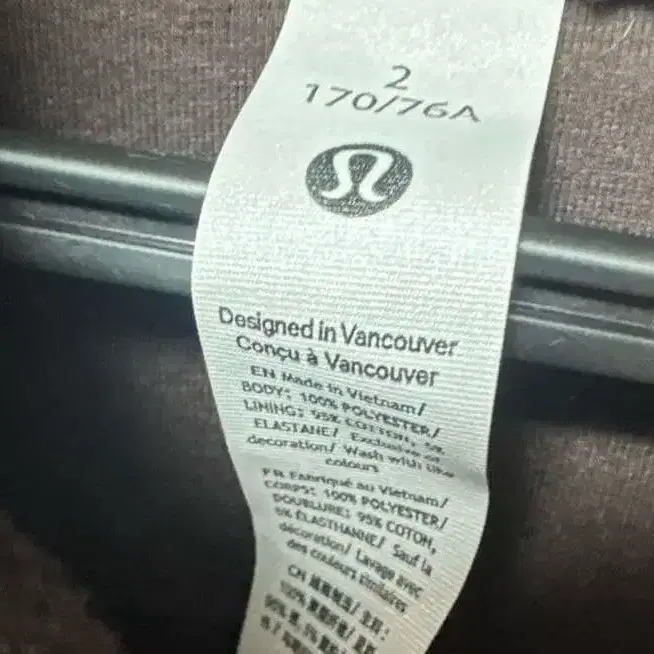 2
170/76A
Designed in Vancouver
Conçu à Vancouver
EN Made in Vietnam/
BODY: 100% POLYESTER/
LINING: 95% COTTON, 5%
ELASTANE/ Exclusive of
decoration/ Wash with like
colours
FR Fabriqué au Vietnam/
CORPS: 100% POLYESTER/
DOUBLURE: 95% COTON,
5% ÉLASTHANNE/ Sauf la
décoration/ Lavage avec
des couleurs similaires
CN
100%